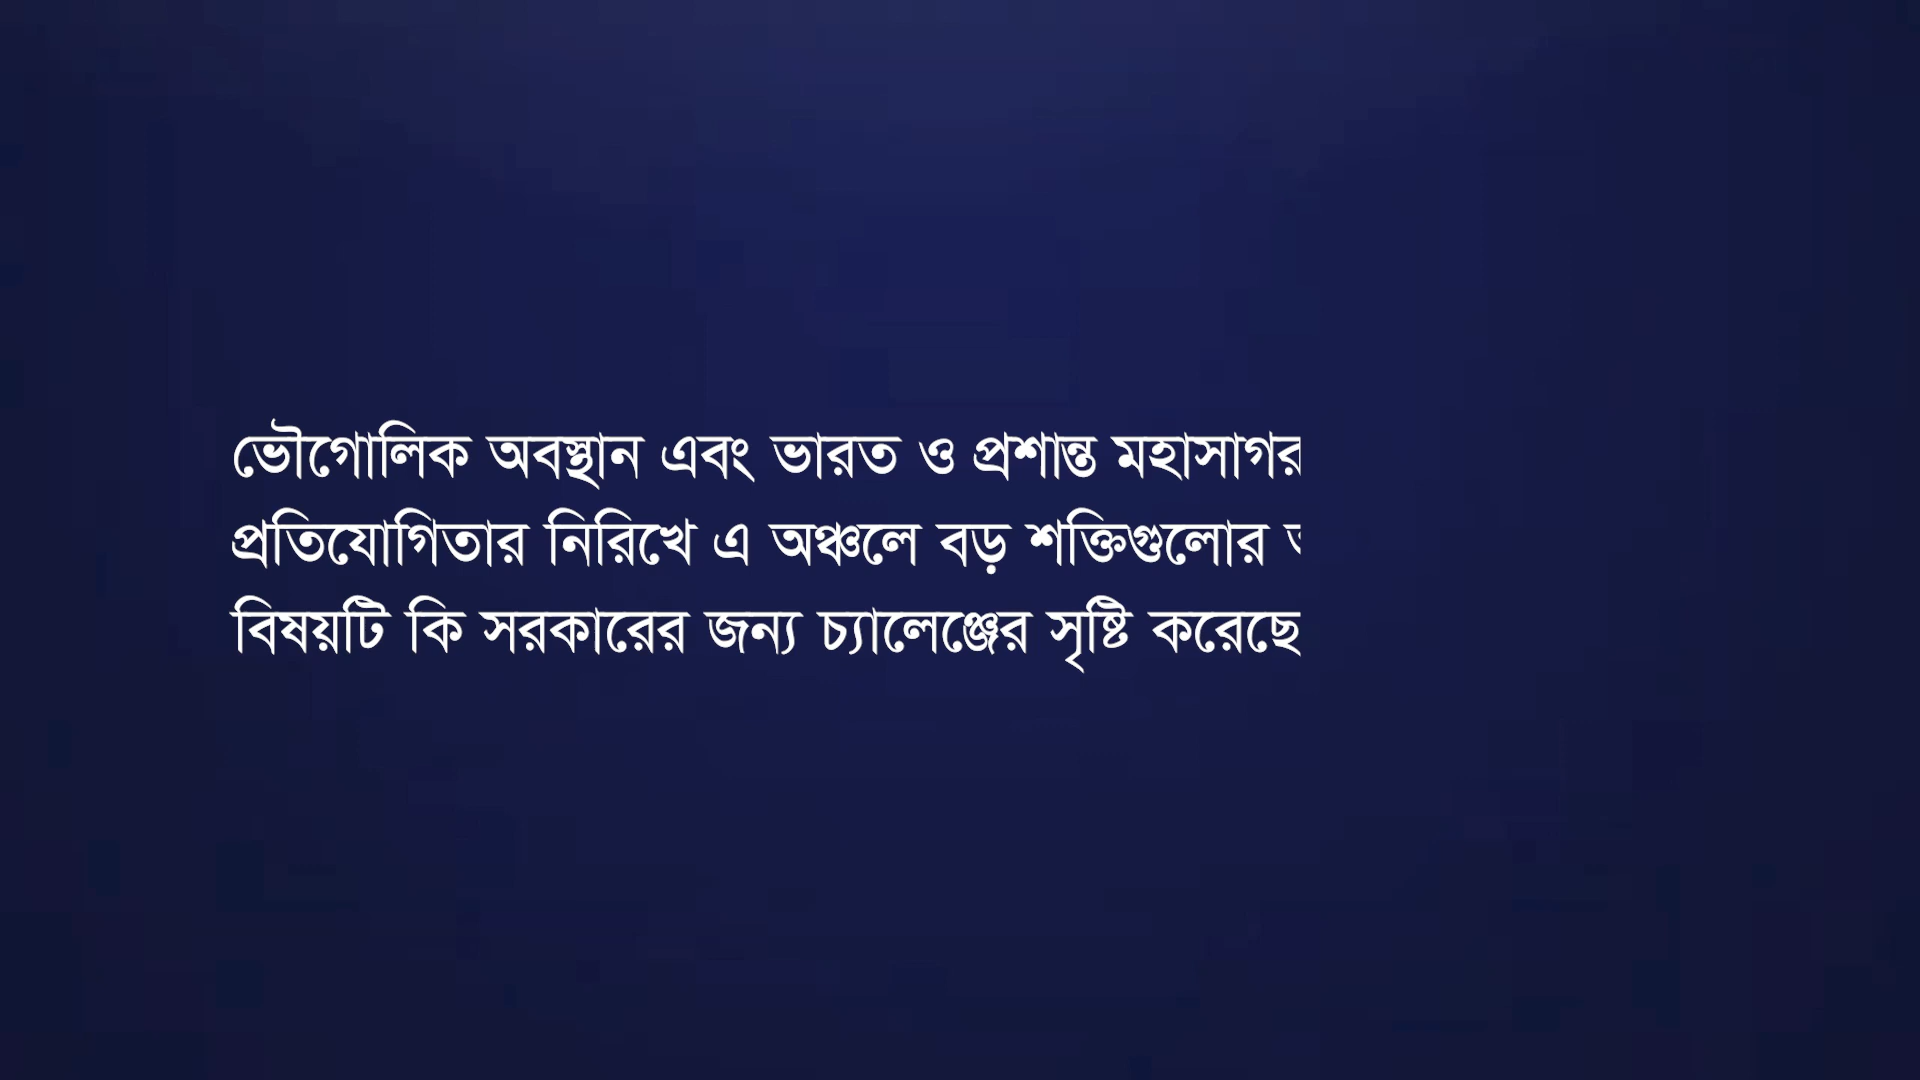 ভৌগোলিক অবস্থান এবং ভারত ও প্রশান্ত মহাসাগর
প্রতিযোগিতার নিরিখে এ অঞ্চলে বড় শক্তিগুলোর
বিষয়টি কি সরকারের জন্য চ্যালেঞ্জের সৃষ্টি করেছে